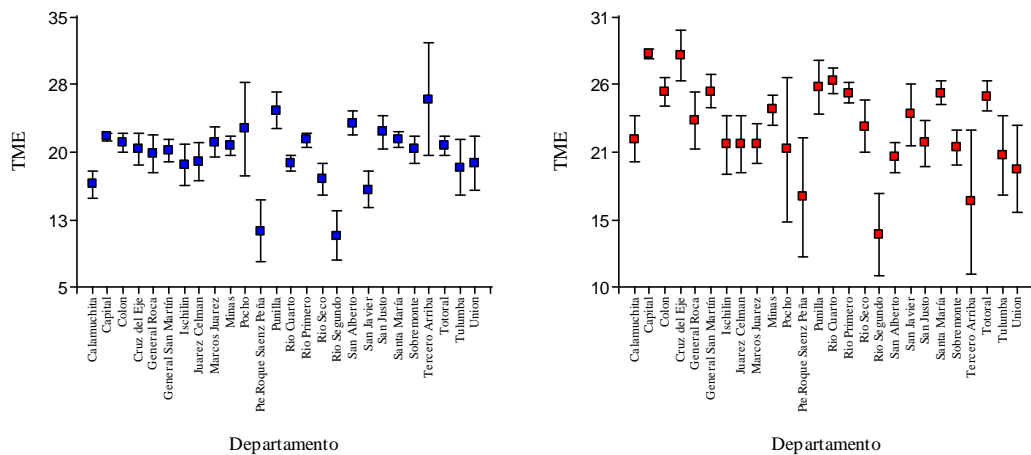 35
28
20
13
5
TME
Calamuchita
Capital
Colon
Cruz del Eje
General Roca
General San Martín
Ischilin
Juarez Celman
Marcos Juarez
Minas
Pocho
Pte.Roque Saenz Peña
Punilla
Rio Cuarto
Rio Primero
Rio Seco
Rio Segundo
San Alberto
San Javier
San Justo
Santa María
Sobremonte
Tercero Arriba
Totoral
Tulumba
Union
Departamento
31
26
21
15
10
TME
Calamuchita
Capital
Colon
Cruz del Eje
General Roca
General San Martín
Ischilin
Juarez Celman
Marcos Juarez
Minas
Pocho
Pte.Roque Saenz Peña
Punilla
Rio Cuarto
Rio Primero
Rio Seco
Rio Segundo
San Alberto
San Javier
San Justo
Santa María
Sobremonte
Tercero Arriba
Totoral
Tulumba
Union
Departamento